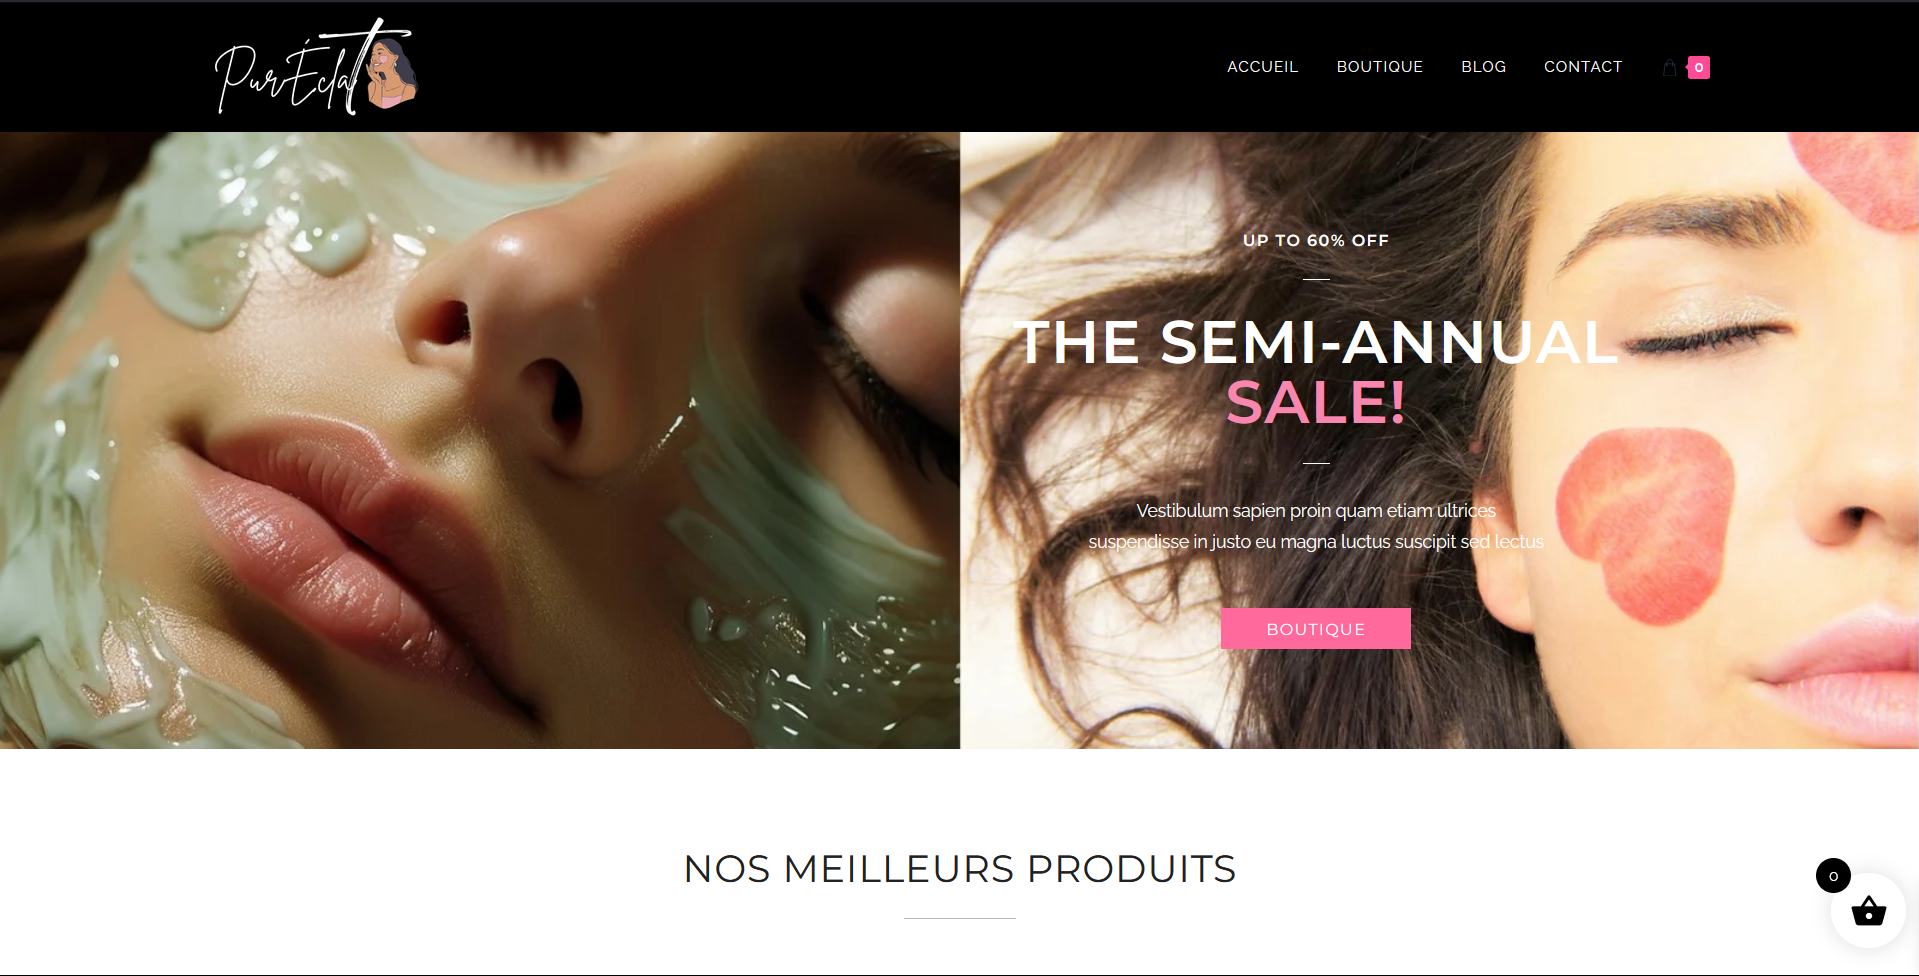 PurÉclat
ACCUEIL BOUTIQUE BLOG CONTACT 0
UP TO 60% OFF
THE SEMI-ANNUAL
SALE!
Vestibulum sapien proin quam etiam ultrices
suspendisse in justo eu magna luctus suscipit sed lectus
BOUTIQUE
NOS MEILLEURS PRODUITS
0